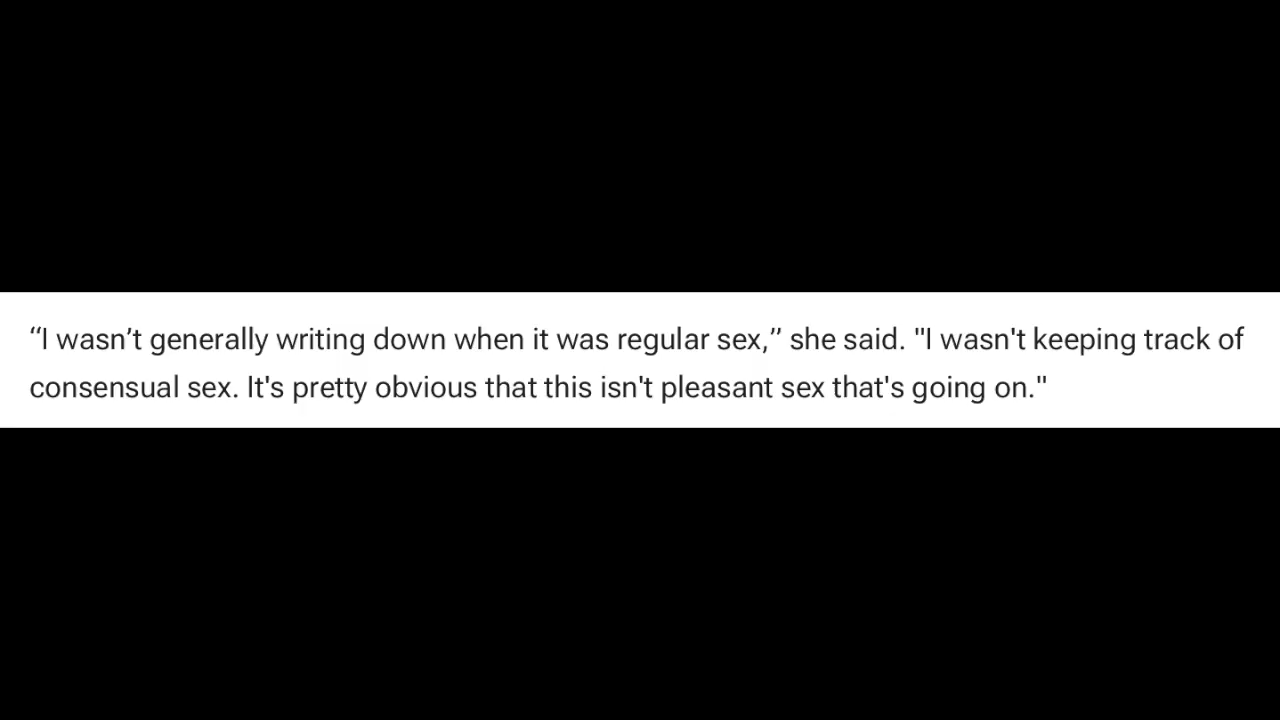 “I wasn’t generally writing down when it was regular sex,” she said. "I wasn't keeping track of
consensual sex. It's pretty obvious that this isn't pleasant sex that's going on."